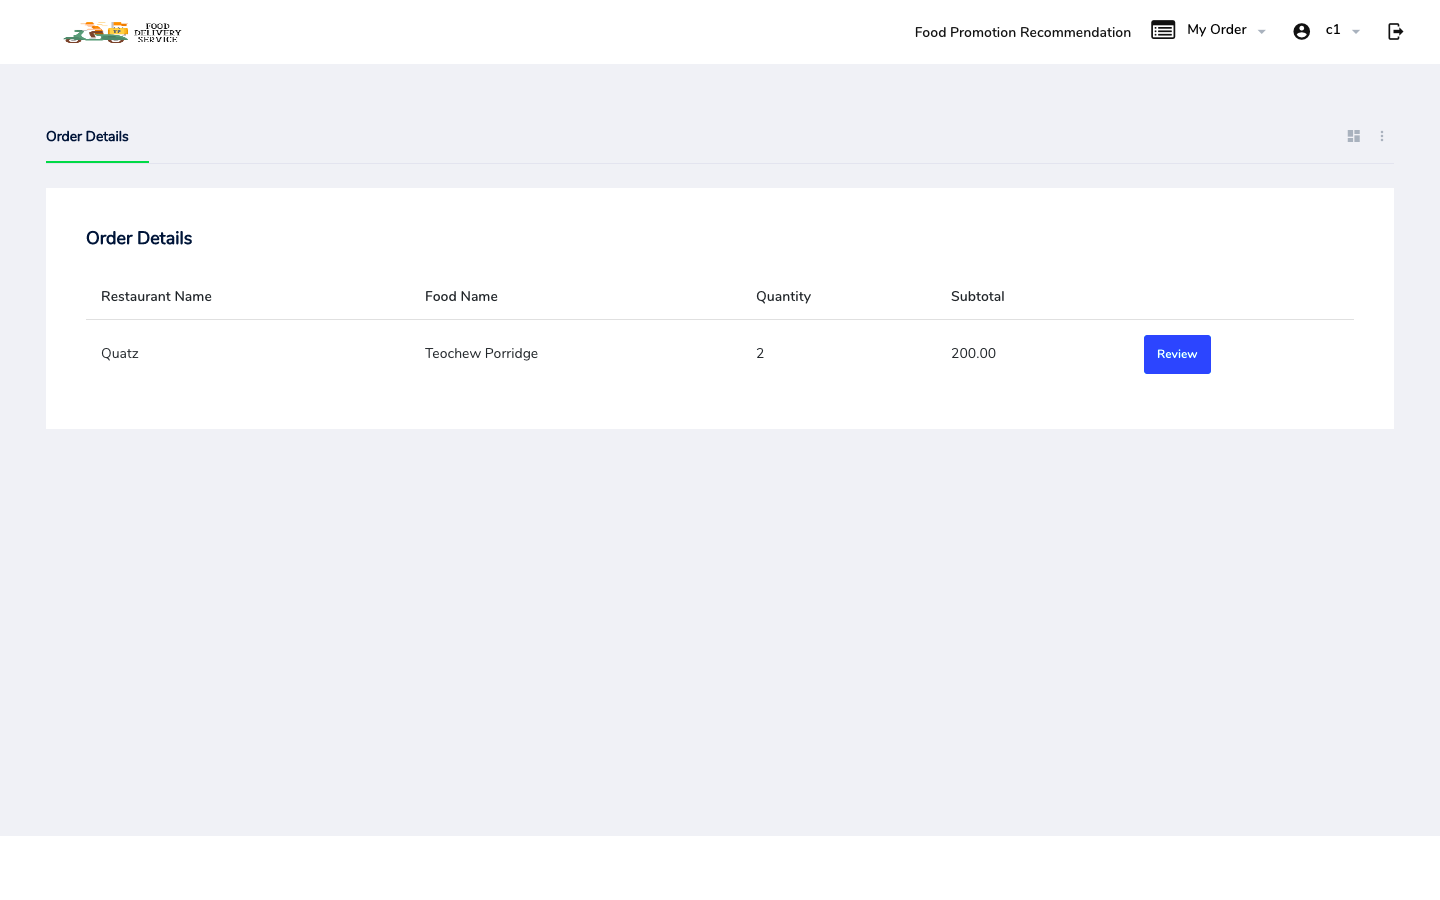 FOOD
DELIVERY
SERVICE
Food Promotion Recommendation
My Order
c1
Order Details
Order Details
Restaurant Name Food Name Quantity Subtotal
Quatz Teochew Porridge 2 200.00 Review